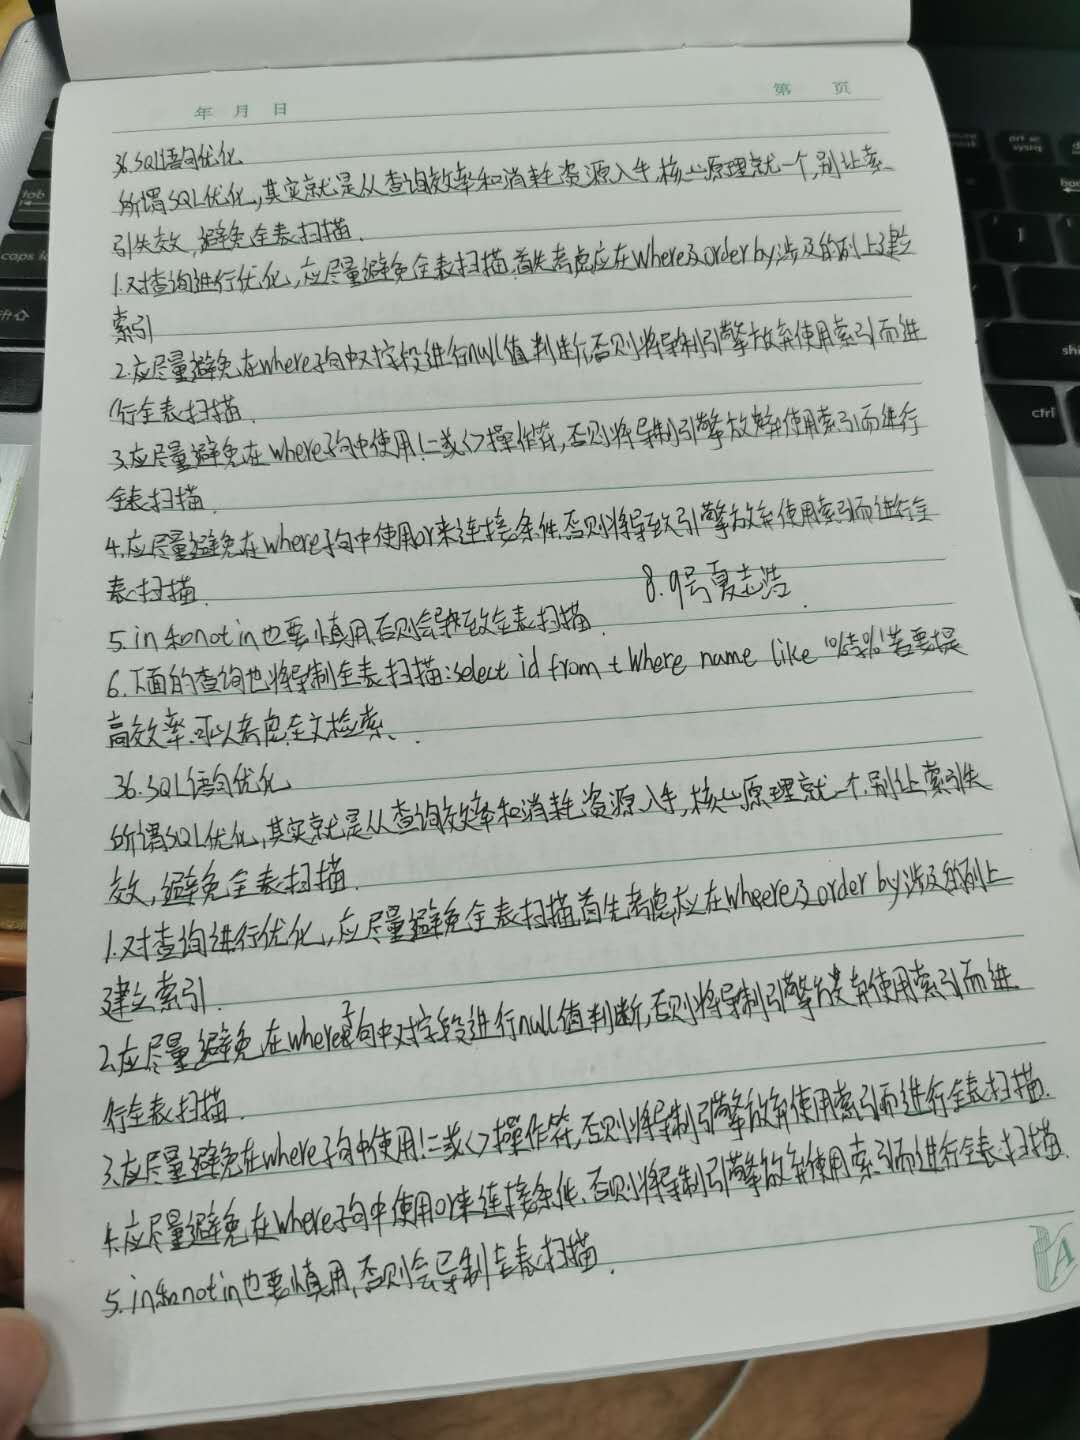 年 月 日
第 页
36.SQL语句优化
所谓SQL优化,其实就是从查询效率和消耗资源入手,核心原理就一个,别让索
引失效,避免全表扫描.
1.对查询进行优化,应尽量避免全表扫描,首先考虑应在where及order by涉及的列上建立
索引
2.应尽量避免在where子句中对字段进行null值判断,否则将导制引擎放弃使用索引而进
行全表扫描.
3.应尽量避免在where子句中使用!=或<>操作符,否则将导制引擎放弃使用索引而进行
全表扫描.
4.应尽量避免在where子句中使用or来连接条件.否则将导致引擎放弃使用索引而进行全
表扫描.
8.9号夏志浩.
5.in和not in也要慎用,否则会导致全表扫描.
6.下面的查询也将导制全表扫描:select id from t where name like '%李%'若要提
高效率.可以考虑全文检索、.
36.SQL语句优化
所谓SQL优化,其实就是从查询效率和消耗资源入手,核心原理就一个.别让索引失
效,避免全表扫描.
1.对查询进行优化,应尽量避免全表扫描,首先考虑应在wheere及order by涉及的列上
建立索引.
2.应尽量避免在where子句中对字段进行null值判断,否则将导制引擎放弃使用索引而进
行全表扫描.
3.应尽量避免在where子句中使用!=或<>操作符,否则将导制引擎放弃使用索引而进行全表扫描.
4.应尽量避免在where子句中使用or来连接条件.否则将导制引擎放弃使用索引而进行全表扫描
5.in和not in也要慎用,否则会导制全表扫描.